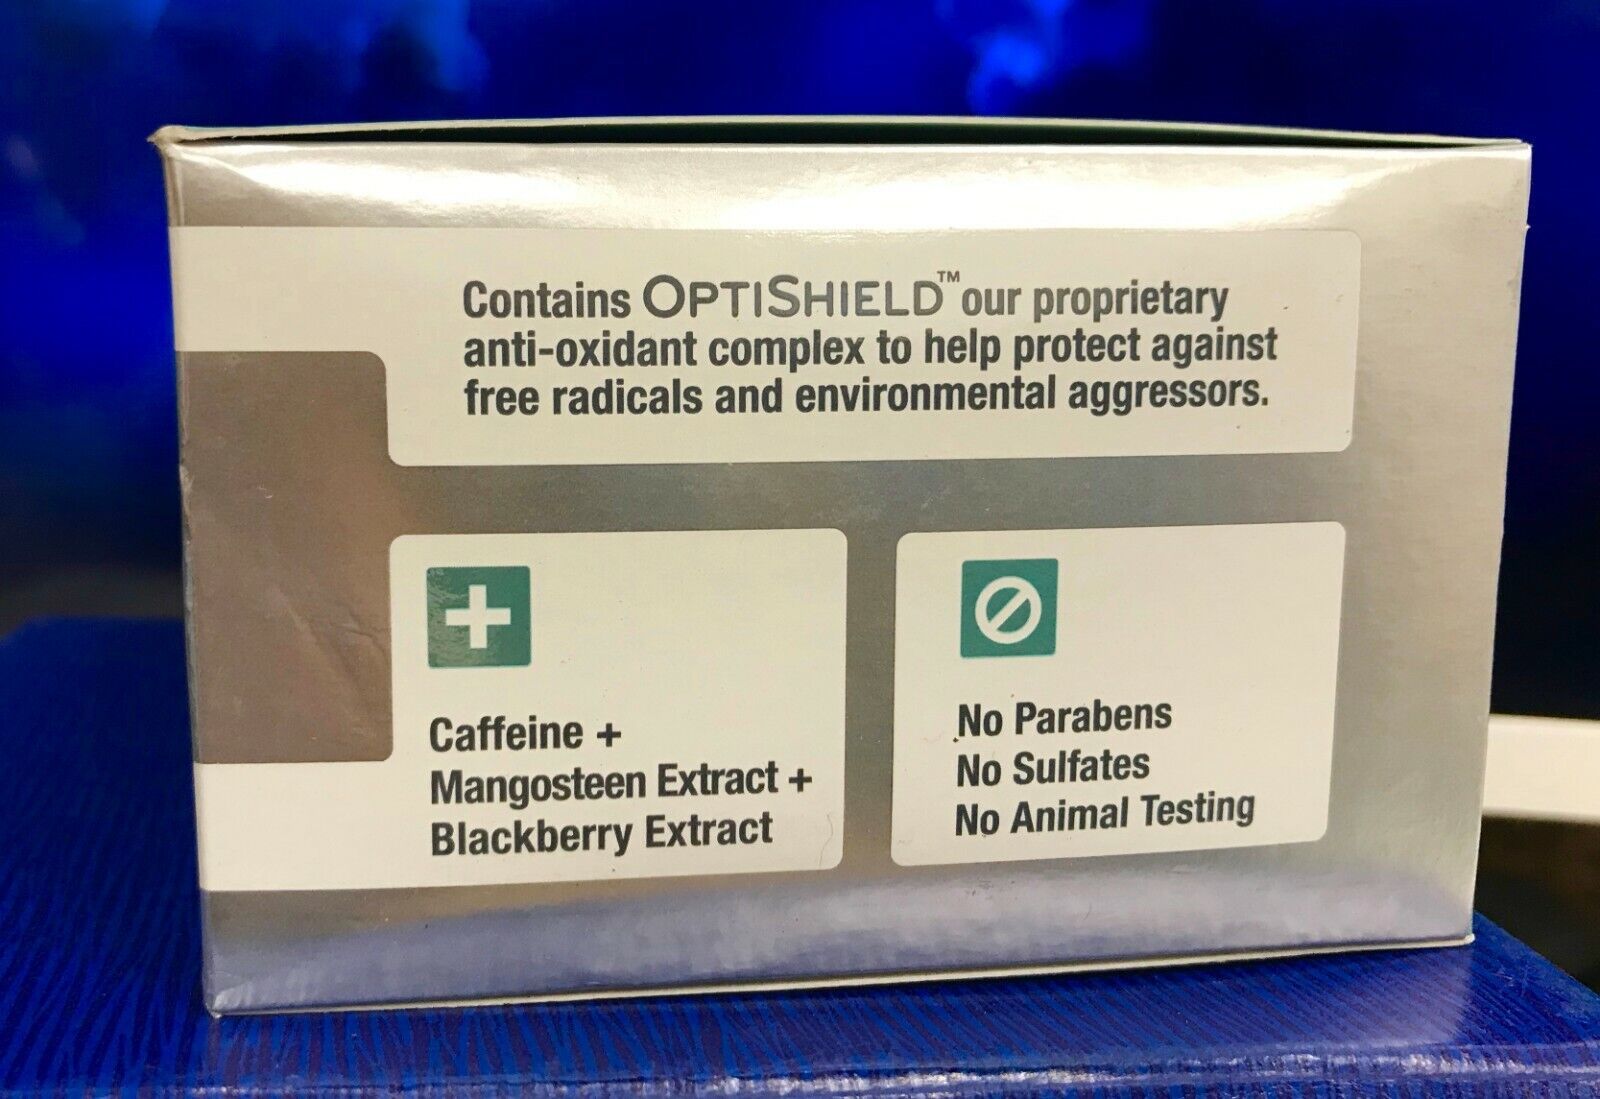 Contains OPTISHIELD™ our proprietary
anti-oxidant complex to help protect against
free radicals and environmental aggressors.
Caffeine +
Mangosteen Extract +
Blackberry Extract
No Parabens
No Sulfates
No Animal Testing